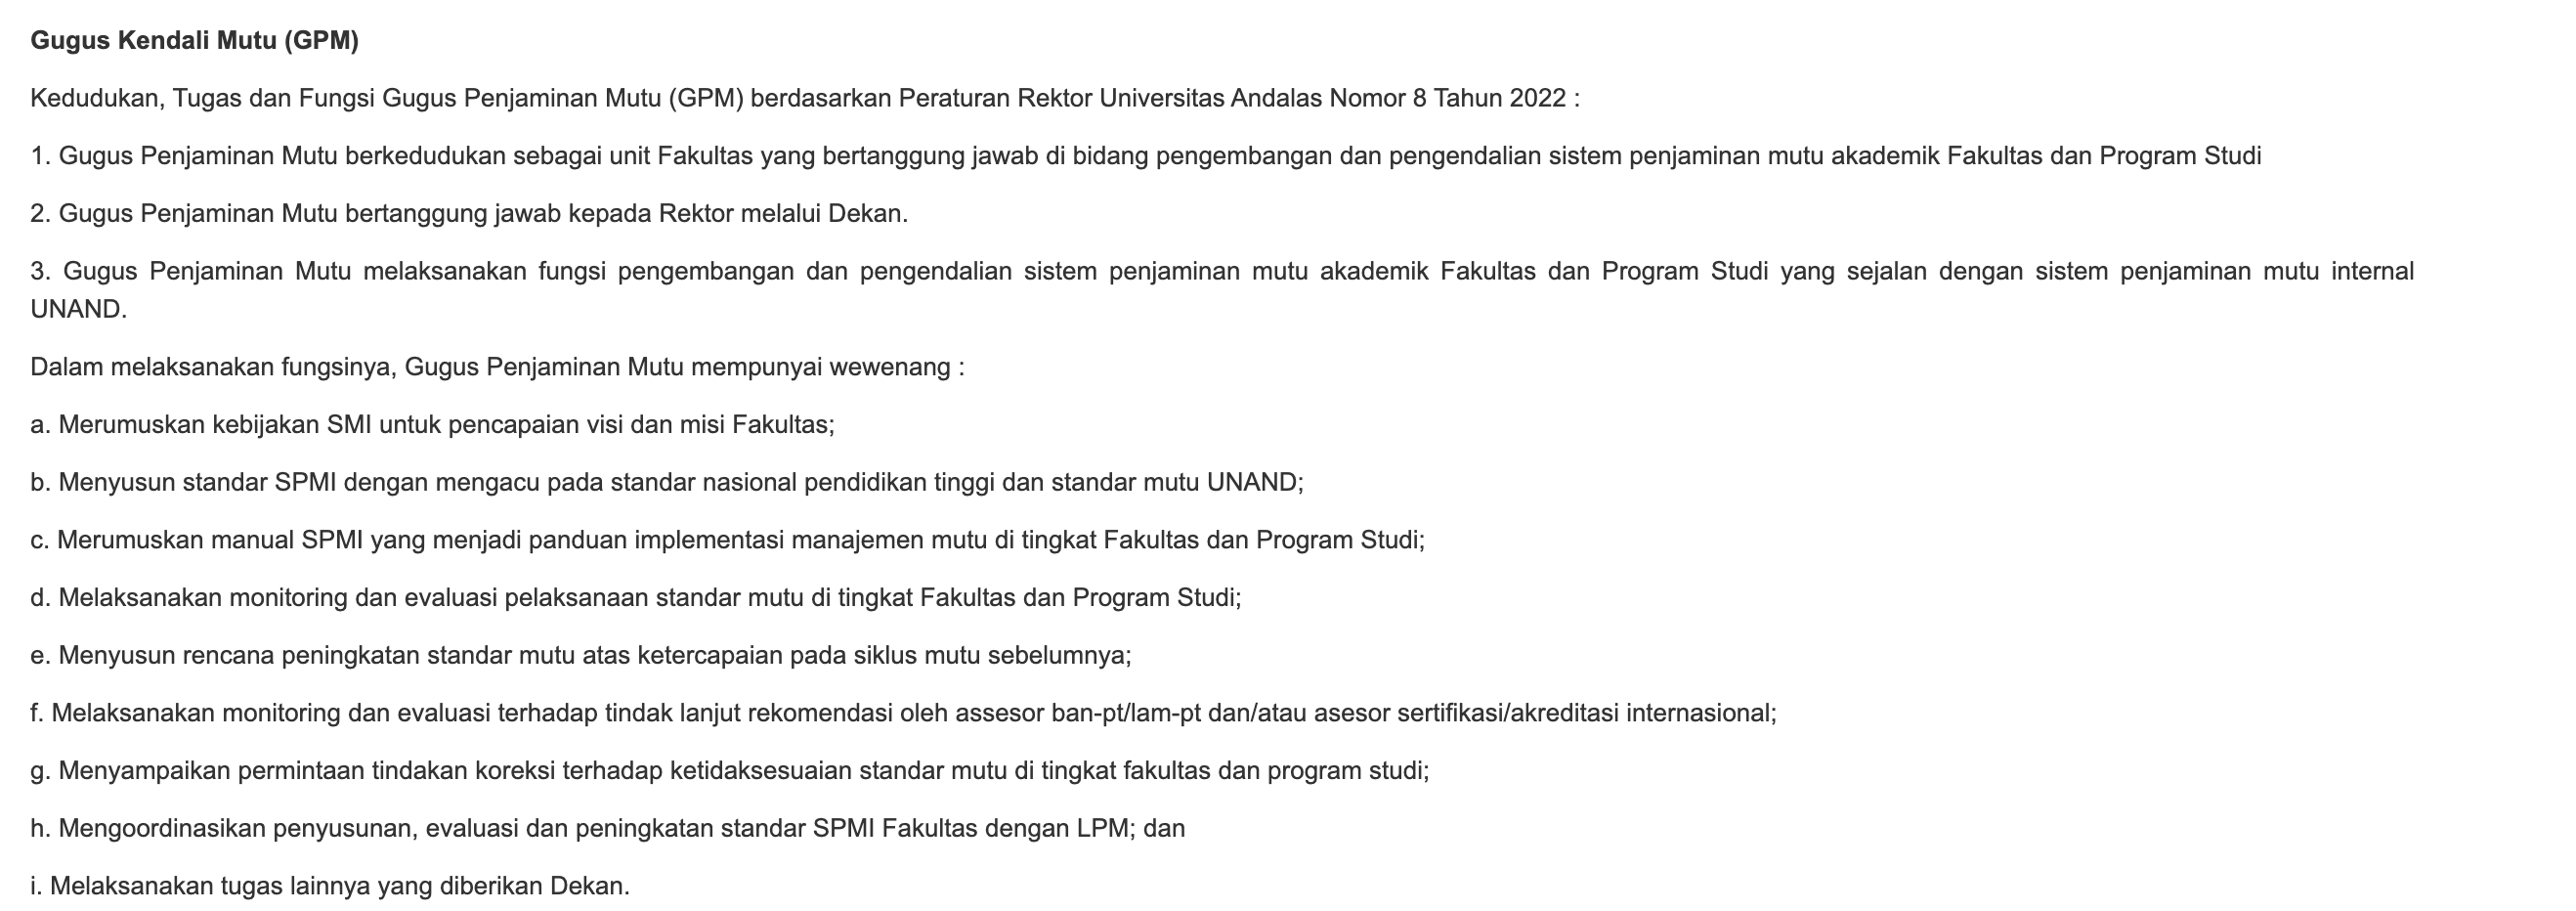 Gugus Kendali Mutu (GPM)
Kedudukan, Tugas dan Fungsi Gugus Penjaminan Mutu (GPM) berdasarkan Peraturan Rektor Universitas Andalas Nomor 8 Tahun 2022 :
1. Gugus Penjaminan Mutu berkedudukan sebagai unit Fakultas yang bertanggung jawab di bidang pengembangan dan pengendalian sistem penjaminan mutu akademik Fakultas dan Program Studi
2. Gugus Penjaminan Mutu bertanggung jawab kepada Rektor melalui Dekan.
3. Gugus Penjaminan Mutu melaksanakan fungsi pengembangan dan pengendalian sistem penjaminan mutu akademik Fakultas dan Program Studi yang sejalan dengan sistem penjaminan mutu internal
UNAND.
Dalam melaksanakan fungsinya, Gugus Penjaminan Mutu mempunyai wewenang :
a. Merumuskan kebijakan SMI untuk pencapaian visi dan misi Fakultas;
b. Menyusun standar SPMI dengan mengacu pada standar nasional pendidikan tinggi dan standar mutu UNAND;
c. Merumuskan manual SPMI yang menjadi panduan implementasi manajemen mutu di tingkat Fakultas dan Program Studi;
d. Melaksanakan monitoring dan evaluasi pelaksanaan standar mutu di tingkat Fakultas dan Program Studi;
e. Menyusun rencana peningkatan standar mutu atas ketercapaian pada siklus mutu sebelumnya;
f. Melaksanakan monitoring dan evaluasi terhadap tindak lanjut rekomendasi oleh assesor ban-pt/lam-pt dan/atau asesor sertifikasi/akreditasi internasional;
g. Menyampaikan permintaan tindakan koreksi terhadap ketidaksesuaian standar mutu di tingkat fakultas dan program studi;
h. Mengoordinasikan penyusunan, evaluasi dan peningkatan standar SPMI Fakultas dengan LPM; dan
i. Melaksanakan tugas lainnya yang diberikan Dekan.